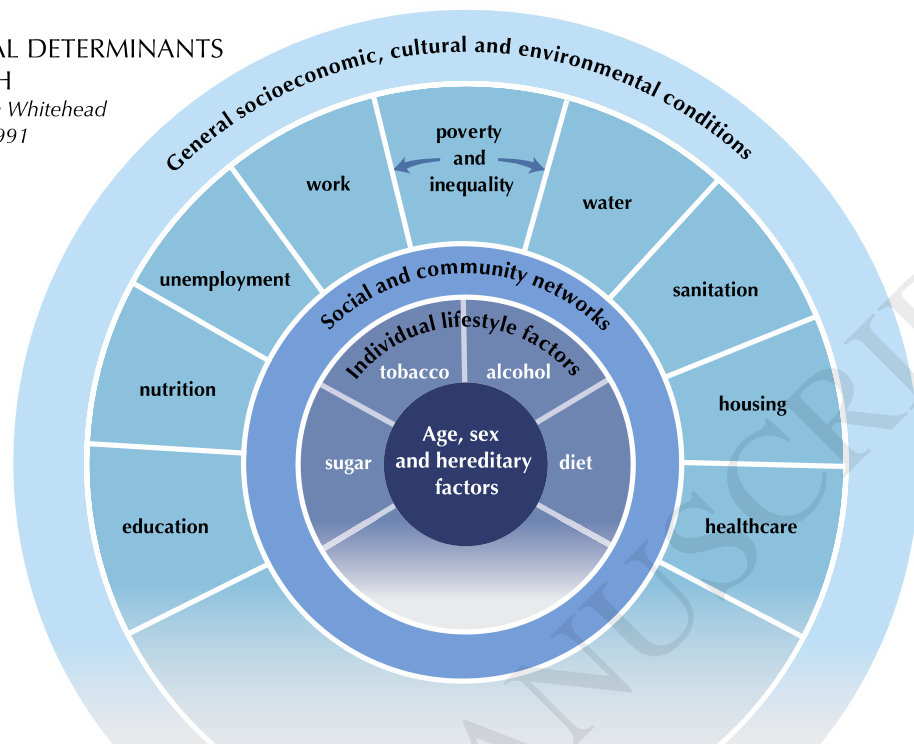 AL DETERMINANTS
H
Whitehead
991
General socioeconomic, cultural and environmental conditions
poverty
and
inequality
work
water
unemployment
sanitation
nutrition
housing
education
healthcare
Social and community networks
Individual lifestyle factors
tobacco
alcohol
sugar
diet
Age, sex
and hereditary
factors
ANUSCRI